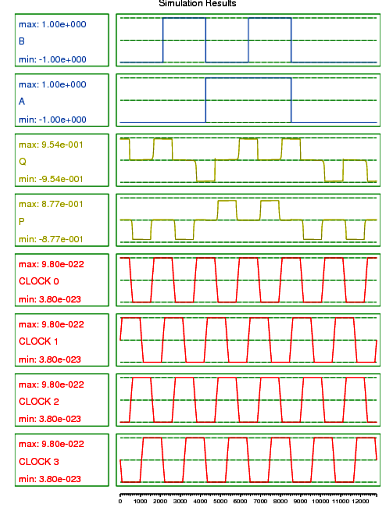 Simulation Results
max: 1.00e+000
B
min: -1.00e+000
max: 1.00e+000
A
min: -1.00e+000
max: 9.54e-001
Q
min: -9.54e-001
max: 8.77e-001
P
min: -8.77e-001
max: 9.80e-022
CLOCK 0
min: 3.80e-023
max: 9.80e-022
CLOCK 1
min: 3.80e-023
max: 9.80e-022
CLOCK 2
min: 3.80e-023
max: 9.80e-022
CLOCK 3
min: 3.80e-023
0 1000 2000 3000 4000 5000 6000 7000 8000 9000 10000 11000 12000